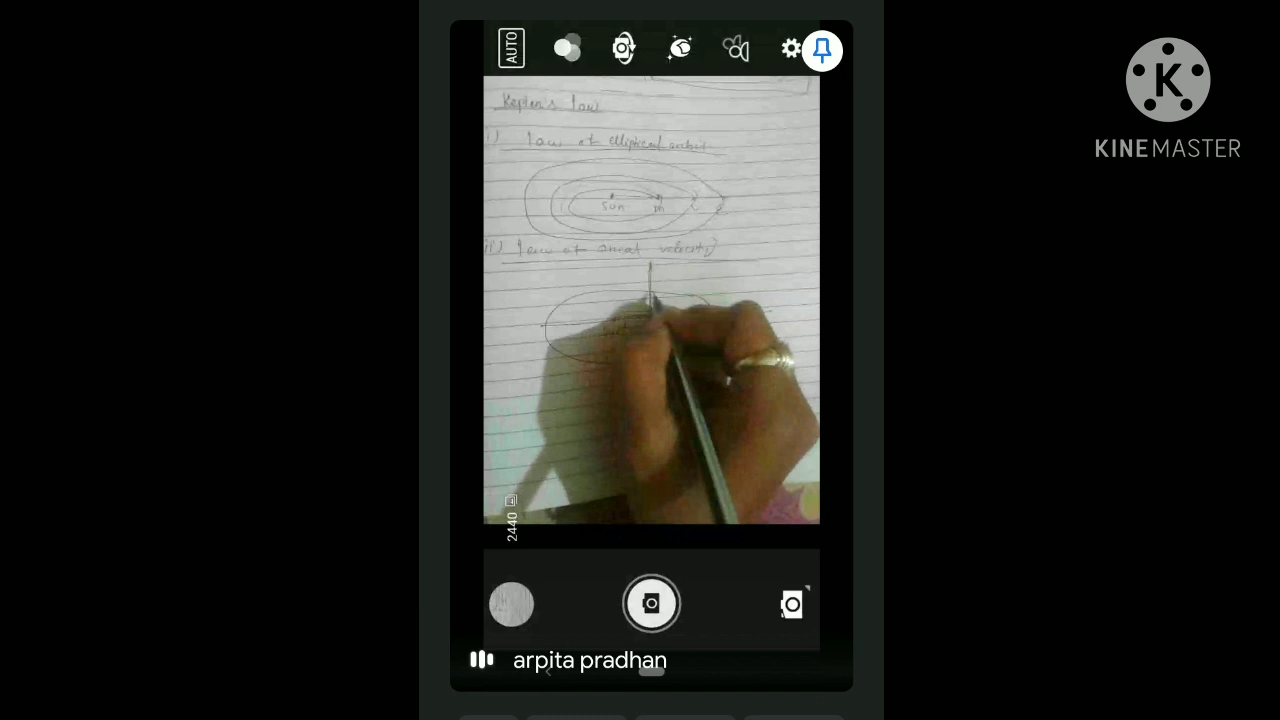 AUTO
KINEMASTER
Kepler's law
i) law of elliptical orbit
sun m
ii) law of areal velocity
2440
arpita pradhan